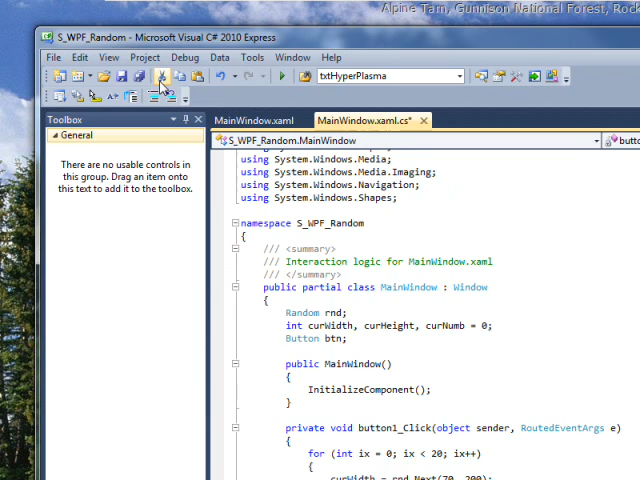 Alpine Tarn, Gunnison National Forest, Rock
S_WPF_Random - Microsoft Visual C# 2010 Express
File Edit View Project Debug Data Tools Window Help
txtHyperPlasma
Toolbox
MainWindow.xaml MainWindow.xaml.cs*
General
S_WPF_Random.MainWindow butto
There are no usable controls in
this group. Drag an item onto
this text to add it to the toolbox.
using System.Windows.Media;
using System.Windows.Media.Imaging;
using System.Windows.Navigation;
using System.Windows.Shapes;
namespace S_WPF_Random
{
/// <summary>
/// Interaction logic for MainWindow.xaml
/// </summary>
public partial class MainWindow : Window
{
Random rnd;
int curWidth, curHeight, curNumb = 0;
Button btn;
public MainWindow()
{
InitializeComponent();
}
private void button1_Click(object sender, RoutedEventArgs e)
{
for (int ix = 0; ix < 20; ix++)
{
curWidth = rnd.Next(70, 200);